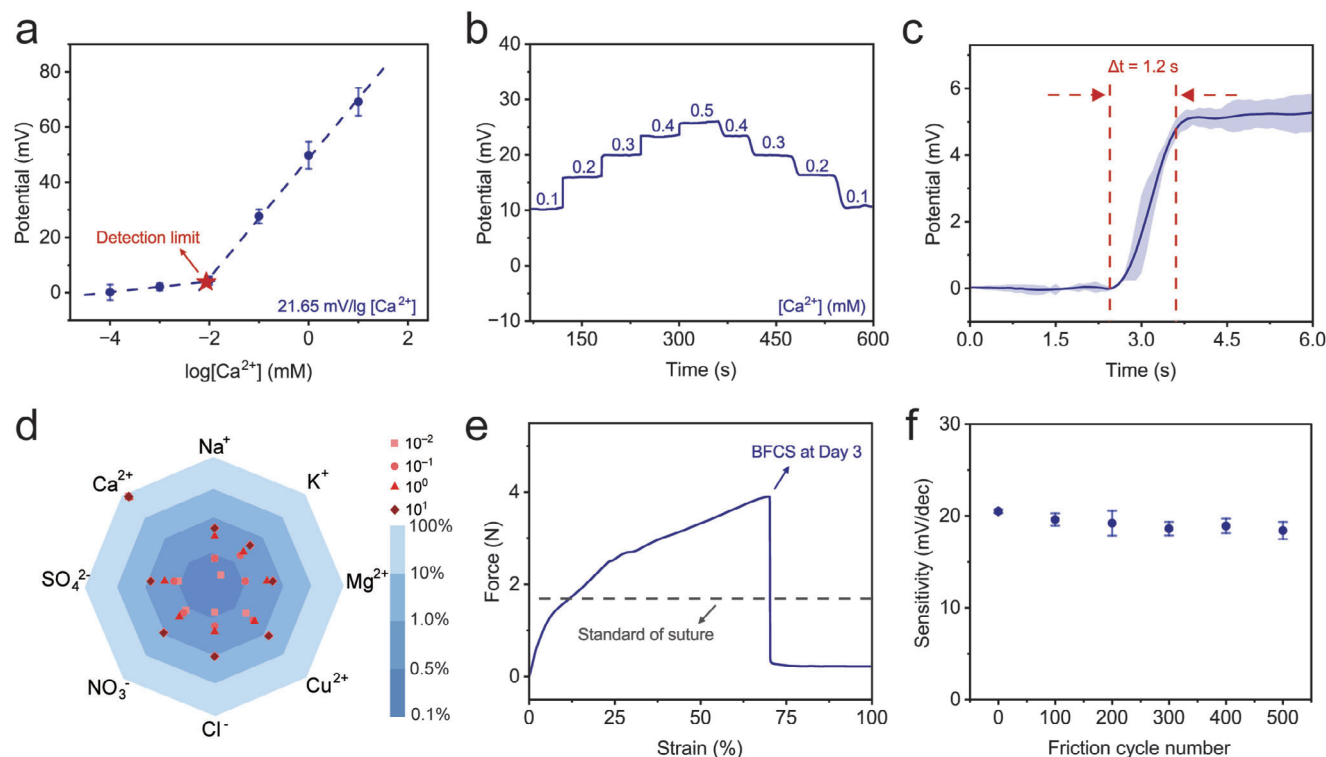 a
80
60
40
20
0
Potential (mV)
Detection limit
21.65 mV/lg [Ca²⁺]
−4
−2
0
2
log[Ca²⁺] (mM)
b
40
30
20
10
0
−10
Potential (mV)
0.1
0.2
0.3
0.4
0.5
0.4
0.3
0.2
0.1
[Ca²⁺] (mM)
150
300
450
600
Time (s)
c
6
4
2
0
Potential (mV)
Δt = 1.2 s
0.0
1.5
3.0
4.5
6.0
Time (s)
d
Na⁺
K⁺
Mg²⁺
Cu²⁺
Cl⁻
NO₃⁻
SO₄²⁻
Ca²⁺
10⁻²
10⁻¹
10⁰
10¹
100%
10%
1.0%
0.5%
0.1%
e
4
2
0
Force (N)
BFCS at Day 3
Standard of suture
0
25
50
75
100
Strain (%)
f
30
20
10
0
Sensitivity (mV/dec)
0
100
200
300
400
500
Friction cycle number